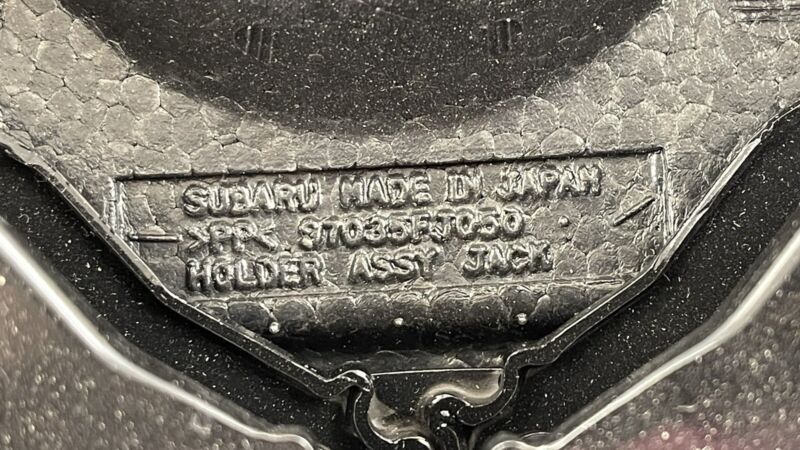 SUBARU MADE IN JAPAN
>PP< 97035FJ050
HOLDER ASSY JACK